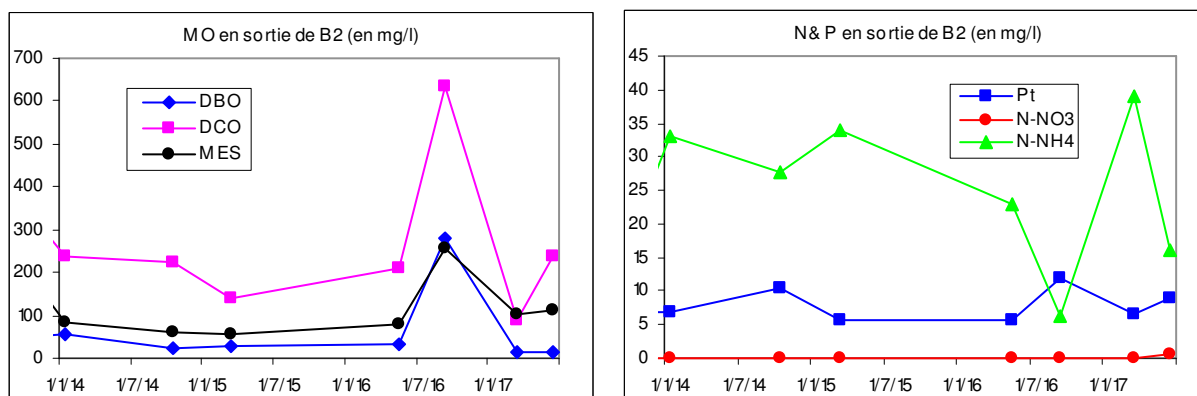 MO en sortie de B2 (en mg/l)
700
600
500
400
300
200
100
0
DBO
DCO
MES
1/1/14 1/7/14 1/1/15 1/7/15 1/1/16 1/7/16 1/1/17
N&P en sortie de B2 (en mg/l)
45
40
35
30
25
20
15
10
5
0
Pt
N-NO3
N-NH4
1/1/14 1/7/14 1/1/15 1/7/15 1/1/16 1/7/16 1/1/17